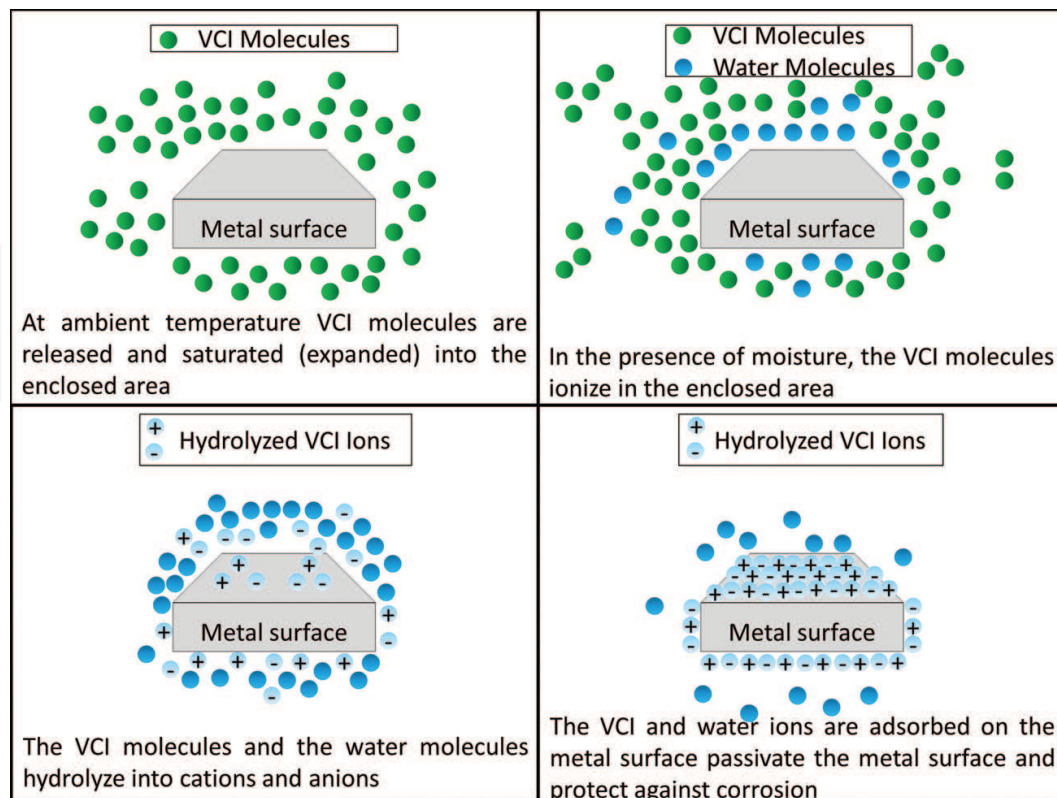 VCI Molecules
Metal surface
At ambient temperature VCI molecules are
released and saturated (expanded) into the
enclosed area
VCI Molecules
Water Molecules
Metal surface
In the presence of moisture, the VCI molecules
ionize in the enclosed area
+
-
Hydrolyzed VCI Ions
Metal surface
The VCI molecules and the water molecules
hydrolyze into cations and anions
+
-
Hydrolyzed VCI Ions
Metal surface
The VCI and water ions are adsorbed on the
metal surface passivate the metal surface and
protect against corrosion